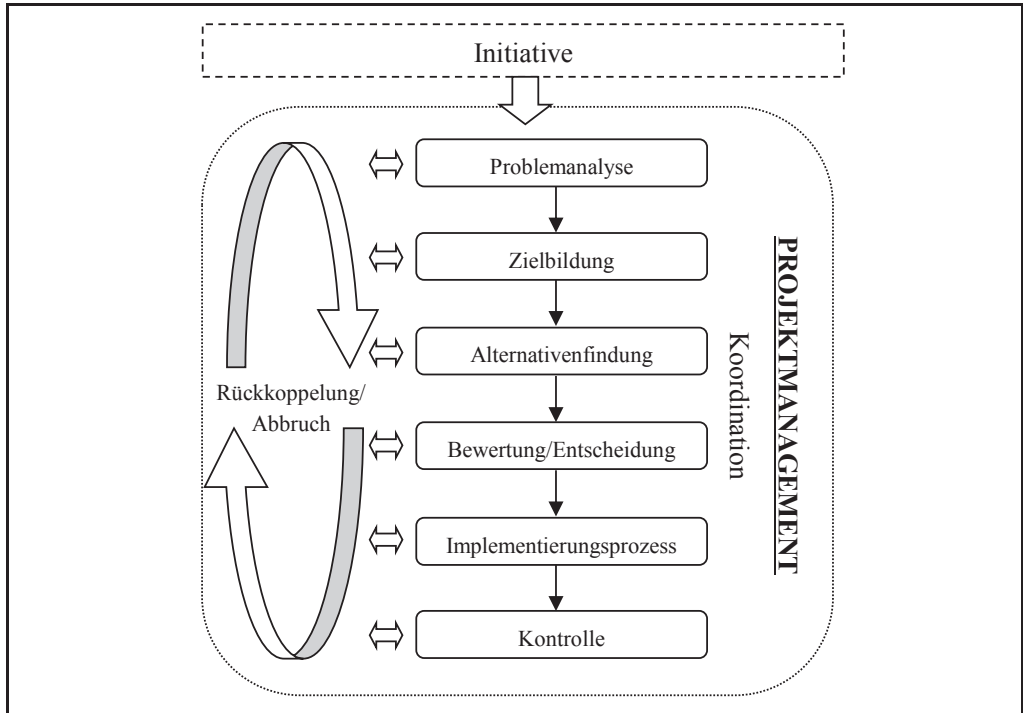 Initiative
Problemanalyse
Zielbildung
Alternativenfindung
Rückkoppelung/
Abbruch
Bewertung/Entscheidung
Implementierungsprozess
Kontrolle
Koordination
PROJEKTMANAGEMENT